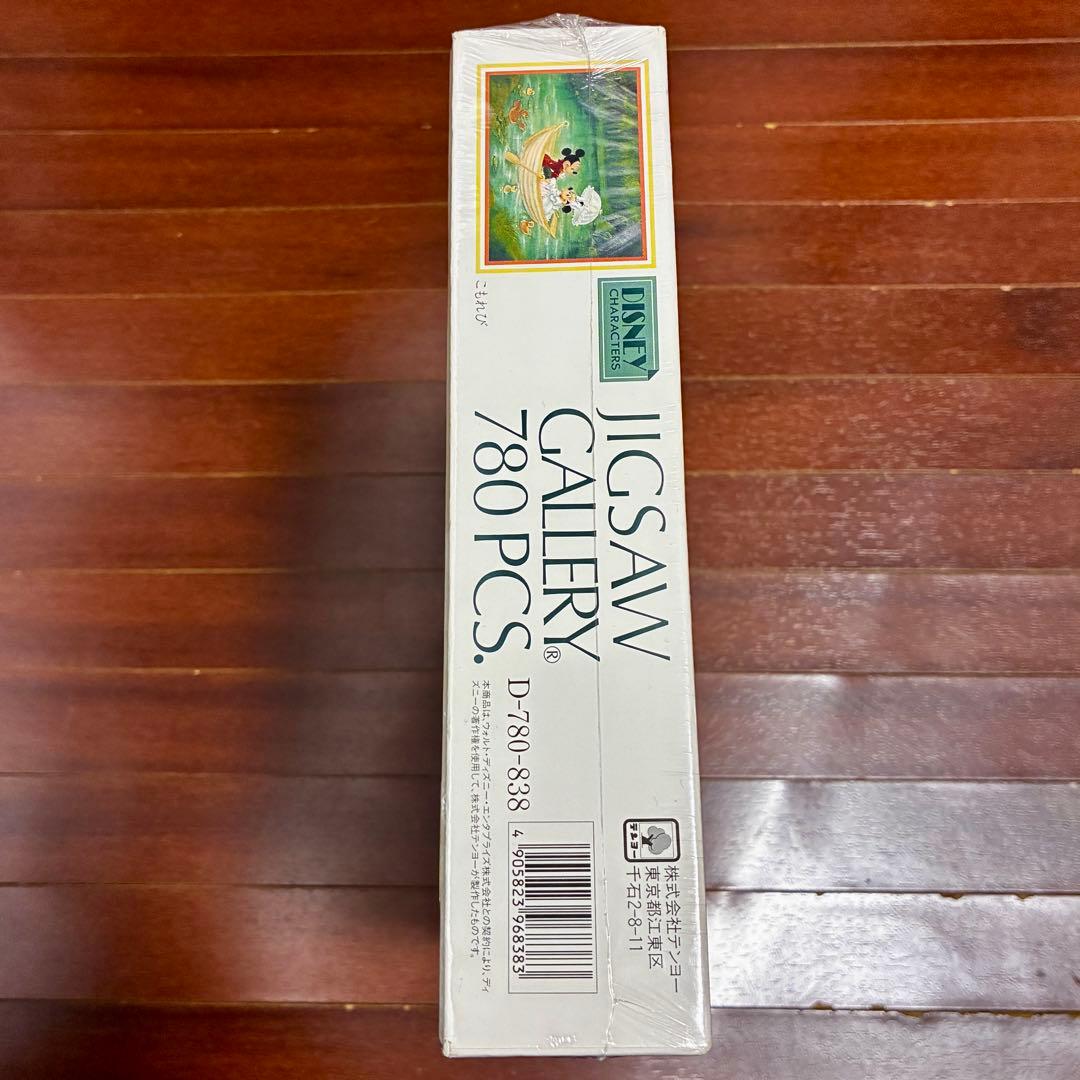 こもれび
DISNEY
CHARACTERS
JIGSAW
GALLERY®
780 PCS.
D-780-838
本商品は、ウォルト・ディズニー・エンタプライズ株式会社との契約により、ディ
ズニーの著作権を使用して、株式会社テンヨーが製作したものです。
4 905823 968383
テンヨー
株式会社テンヨー
東京都江東区
千石2-8-11